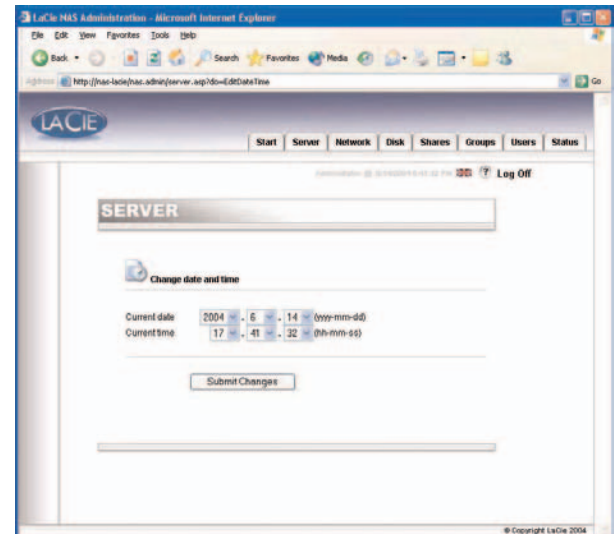 LaCie NAS Administration - Microsoft Internet Explorer
File Edit View Favorites Tools Help
Back Search Favorites Media
Address http://nas-lacie/nas.admin/server.asp?do=EditDateTime Go
LACIE
Start Server Network Disk Shares Groups Users Status
? Log Off
SERVER
Change date and time
Current date 2004 . 6 . 14 (yyyy-mm-dd)
Current time 17 . 41 . 32 (hh-mm-ss)
Submit Changes
© Copyright LaCie 2004